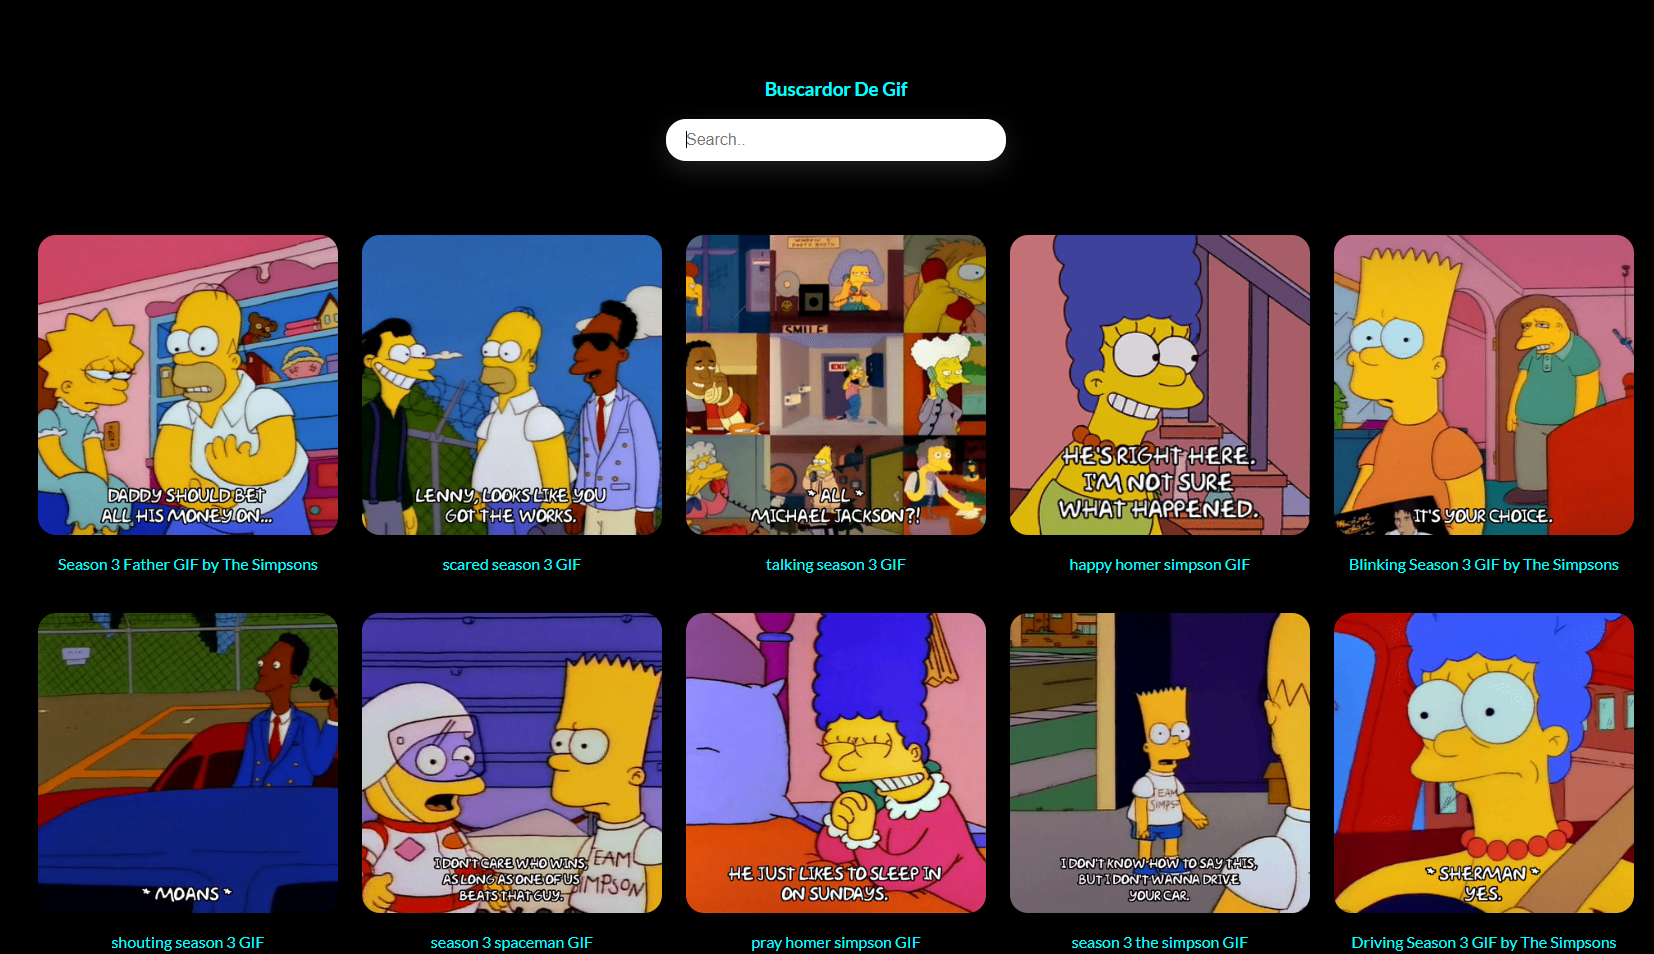 Buscardor De Gif
Search..
DADDY SHOULD BET
ALL HIS MONEY ON...
LENNY, LOOKS LIKE YOU
GOT THE WORKS.
SMILE
EXIT
* ALL *
MICHAEL JACKSON?!
HE'S RIGHT HERE.
I'M NOT SURE
WHAT HAPPENED.
IT'S YOUR CHOICE.
Season 3 Father GIF by The Simpsons
scared season 3 GIF
talking season 3 GIF
happy homer simpson GIF
Blinking Season 3 GIF by The Simpsons
* MOANS *
TEAM
SIMPSON
I DON'T CARE WHO WINS,
AS LONG AS ONE OF US
BEATS THAT GUY.
HE JUST LIKES TO SLEEP IN
ON SUNDAYS.
TEAM
I DON'T KNOW HOW TO SAY THIS,
BUT I DON'T WANNA DRIVE
YOUR CAR.
* SHERMAN *
YES.
shouting season 3 GIF
season 3 spaceman GIF
pray homer simpson GIF
season 3 the simpson GIF
Driving Season 3 GIF by The Simpsons